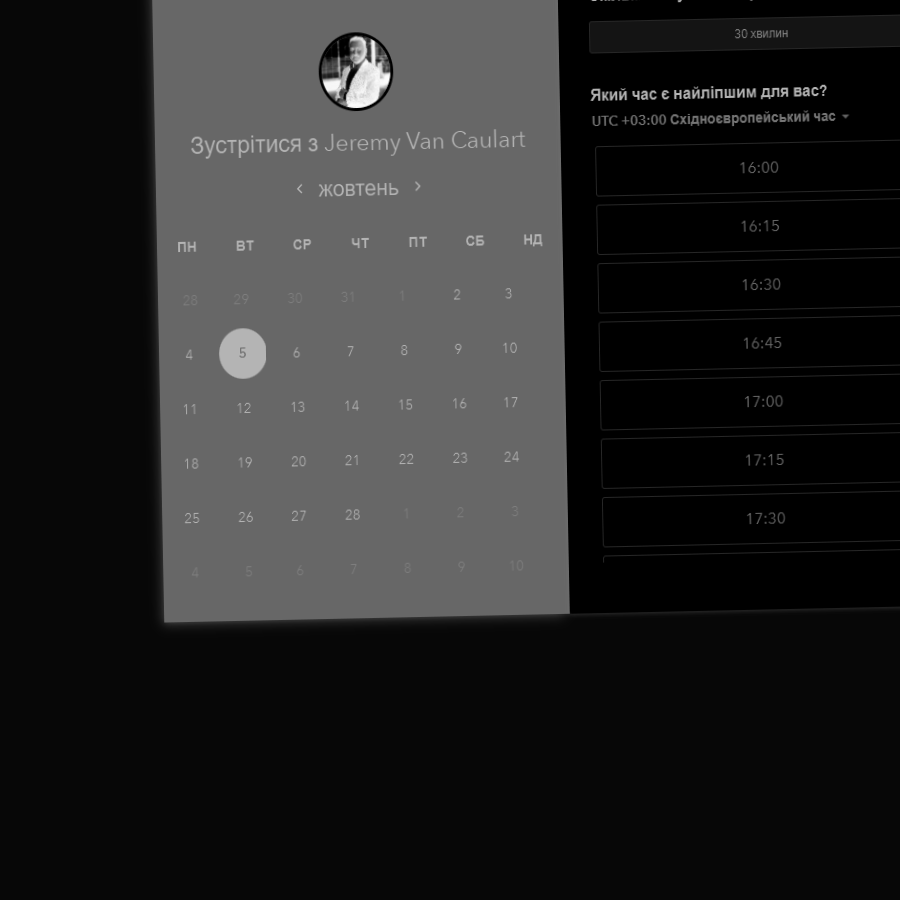 Зустрітися з Jeremy Van Caulart
‹ жовтень ›
ПН ВТ СР ЧТ ПТ СБ НД
28 29 30 31 1 2 3
4 5 6 7 8 9 10
11 12 13 14 15 16 17
18 19 20 21 22 23 24
25 26 27 28 1 2 3
4 5 6 7 8 9 10
30 хвилин
Який час є найліпшим для вас?
UTC +03:00 Східноєвропейський час
16:00
16:15
16:30
16:45
17:00
17:15
17:30